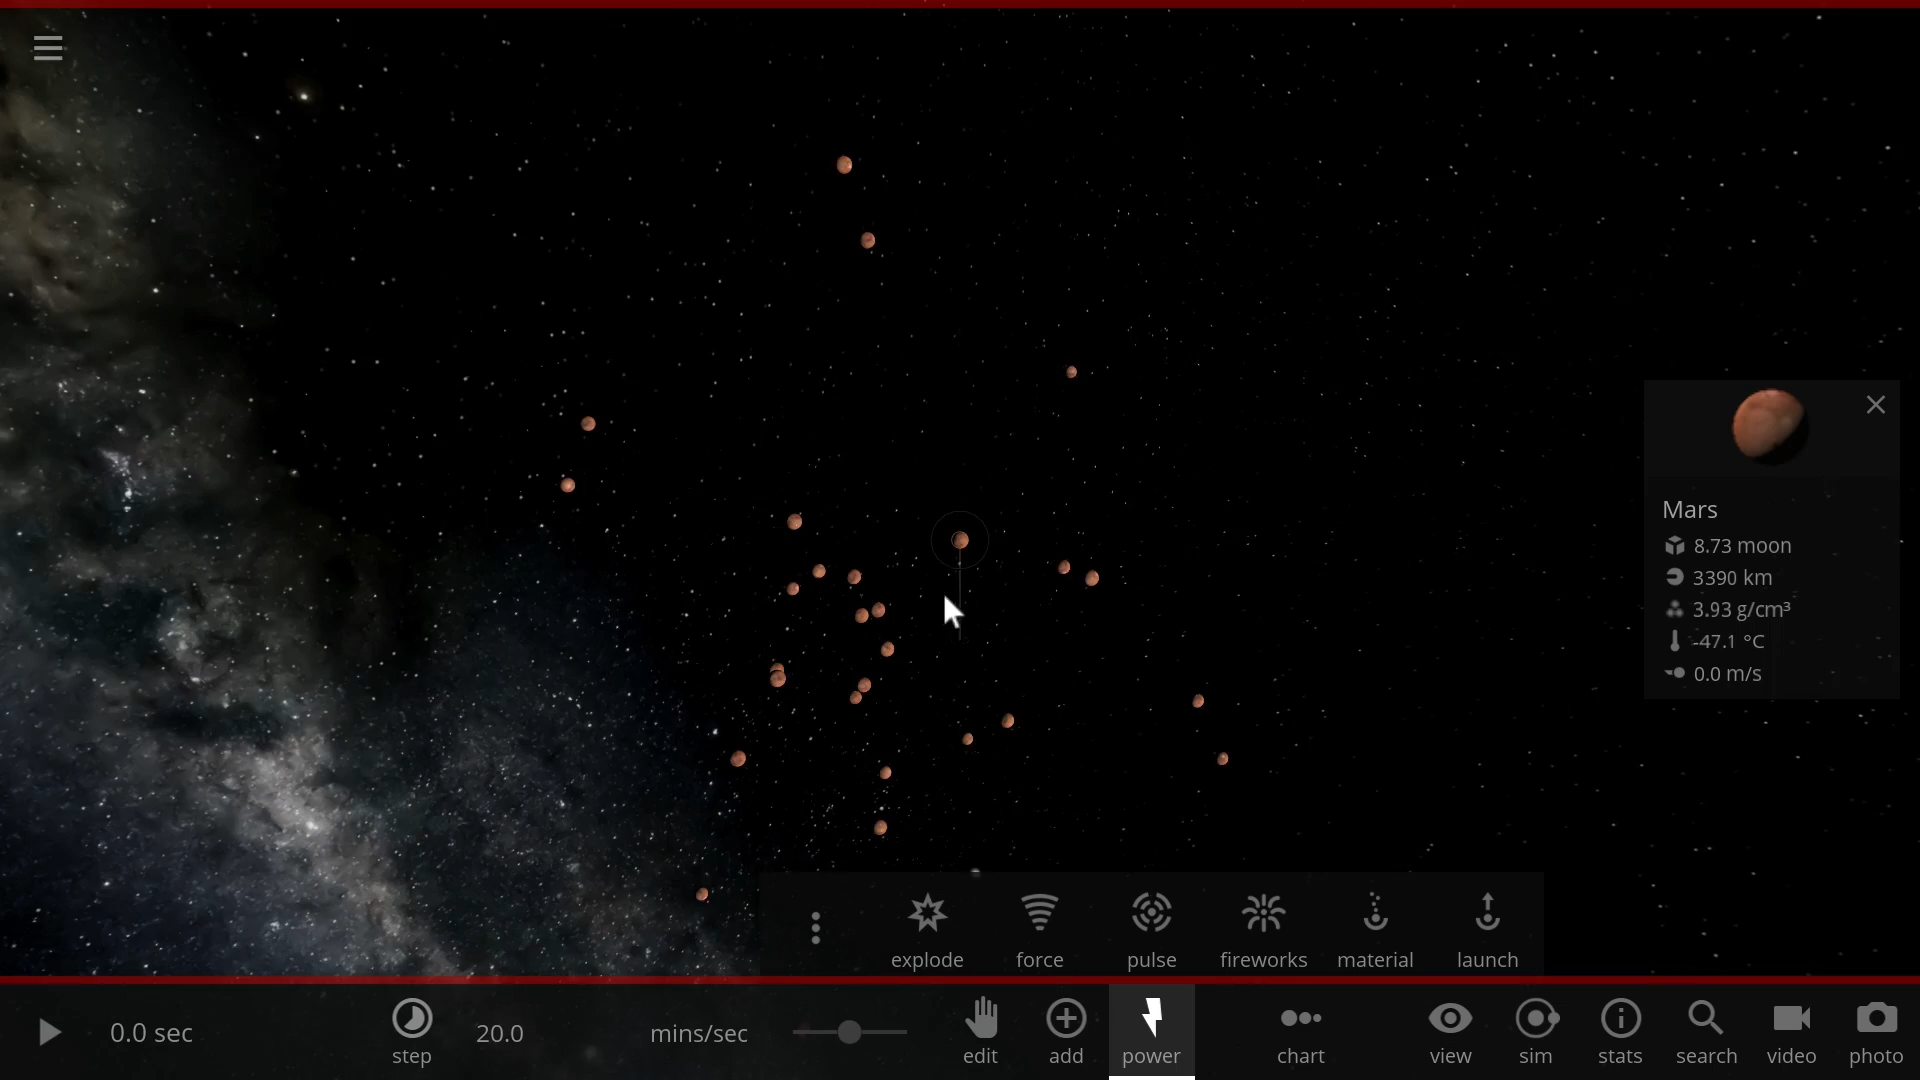 Mars
8.73 moon
3390 km
3.93 g/cm³
-47.1 °C
0.0 m/s
explode
force
pulse
fireworks
material
launch
0.0 sec
step
20.0
mins/sec
edit
add
power
chart
view
sim
stats
search
video
photo